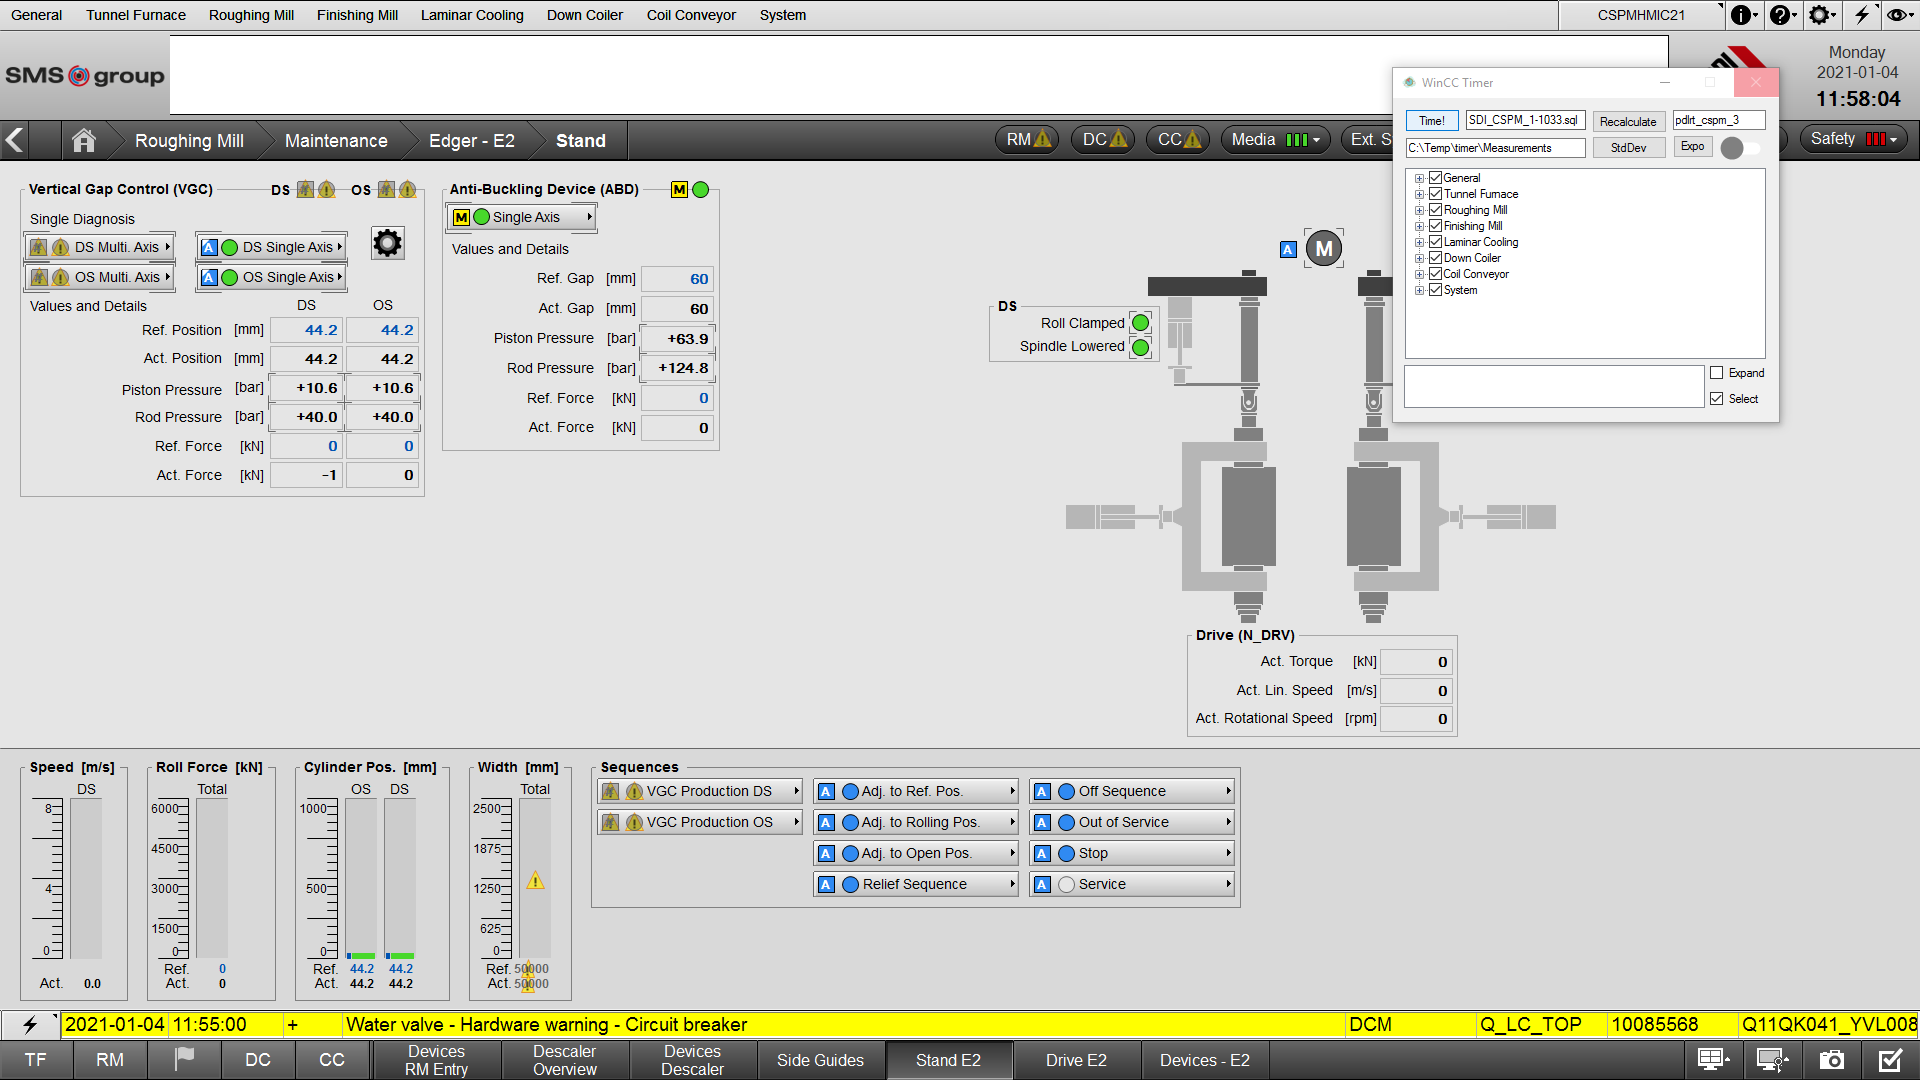 General Tunnel Furnace Roughing Mill Finishing Mill Laminar Cooling Down Coiler Coil Conveyor System CSPMHMIC21
SMS group
Monday
2021-01-04
11:58:04
Roughing Mill Maintenance Edger - E2 Stand RM DC CC Media Ext. S Safety
WinCC Timer
Time! SDI_CSPM_1-1033.sql Recalculate pdlrt_cspm_3
C:\Temp\timer\Measurements StdDev Expo
General
Tunnel Furnace
Roughing Mill
Finishing Mill
Laminar Cooling
Down Coiler
Coil Conveyor
System
Expand
Select
Vertical Gap Control (VGC) DS OS
Single Diagnosis
DS Multi. Axis A DS Single Axis
OS Multi. Axis A OS Single Axis
Values and Details DS OS
Ref. Position [mm] 44.2 44.2
Act. Position [mm] 44.2 44.2
Piston Pressure [bar] +10.6 +10.6
Rod Pressure [bar] +40.0 +40.0
Ref. Force [kN] 0 0
Act. Force [kN] -1 0
Anti-Buckling Device (ABD) M
M Single Axis
Values and Details
Ref. Gap [mm] 60
Act. Gap [mm] 60
Piston Pressure [bar] +63.9
Rod Pressure [bar] +124.8
Ref. Force [kN] 0
Act. Force [kN] 0
A M
DS
Roll Clamped
Spindle Lowered
Drive (N_DRV)
Act. Torque [kN] 0
Act. Lin. Speed [m/s] 0
Act. Rotational Speed [rpm] 0
Speed [m/s]
DS
8
4
0
Act. 0.0
Roll Force [kN]
Total
6000
4500
3000
1500
0
Ref. 0
Act. 0
Cylinder Pos. [mm]
OS DS
1000
500
0
Ref. 44.2 44.2
Act. 44.2 44.2
Width [mm]
Total
2500
1875
1250
625
0
Ref. 50000
Act. 50000
Sequences
VGC Production DS A Adj. to Ref. Pos. A Off Sequence
VGC Production OS A Adj. to Rolling Pos. A Out of Service
A Adj. to Open Pos. A Stop
A Relief Sequence A Service
2021-01-04 11:55:00 + Water valve - Hardware warning - Circuit breaker DCM Q_LC_TOP 10085568 Q11QK041_YVL008
TF RM DC CC Devices RM Entry Descaler Overview Devices Descaler Side Guides Stand E2 Drive E2 Devices - E2